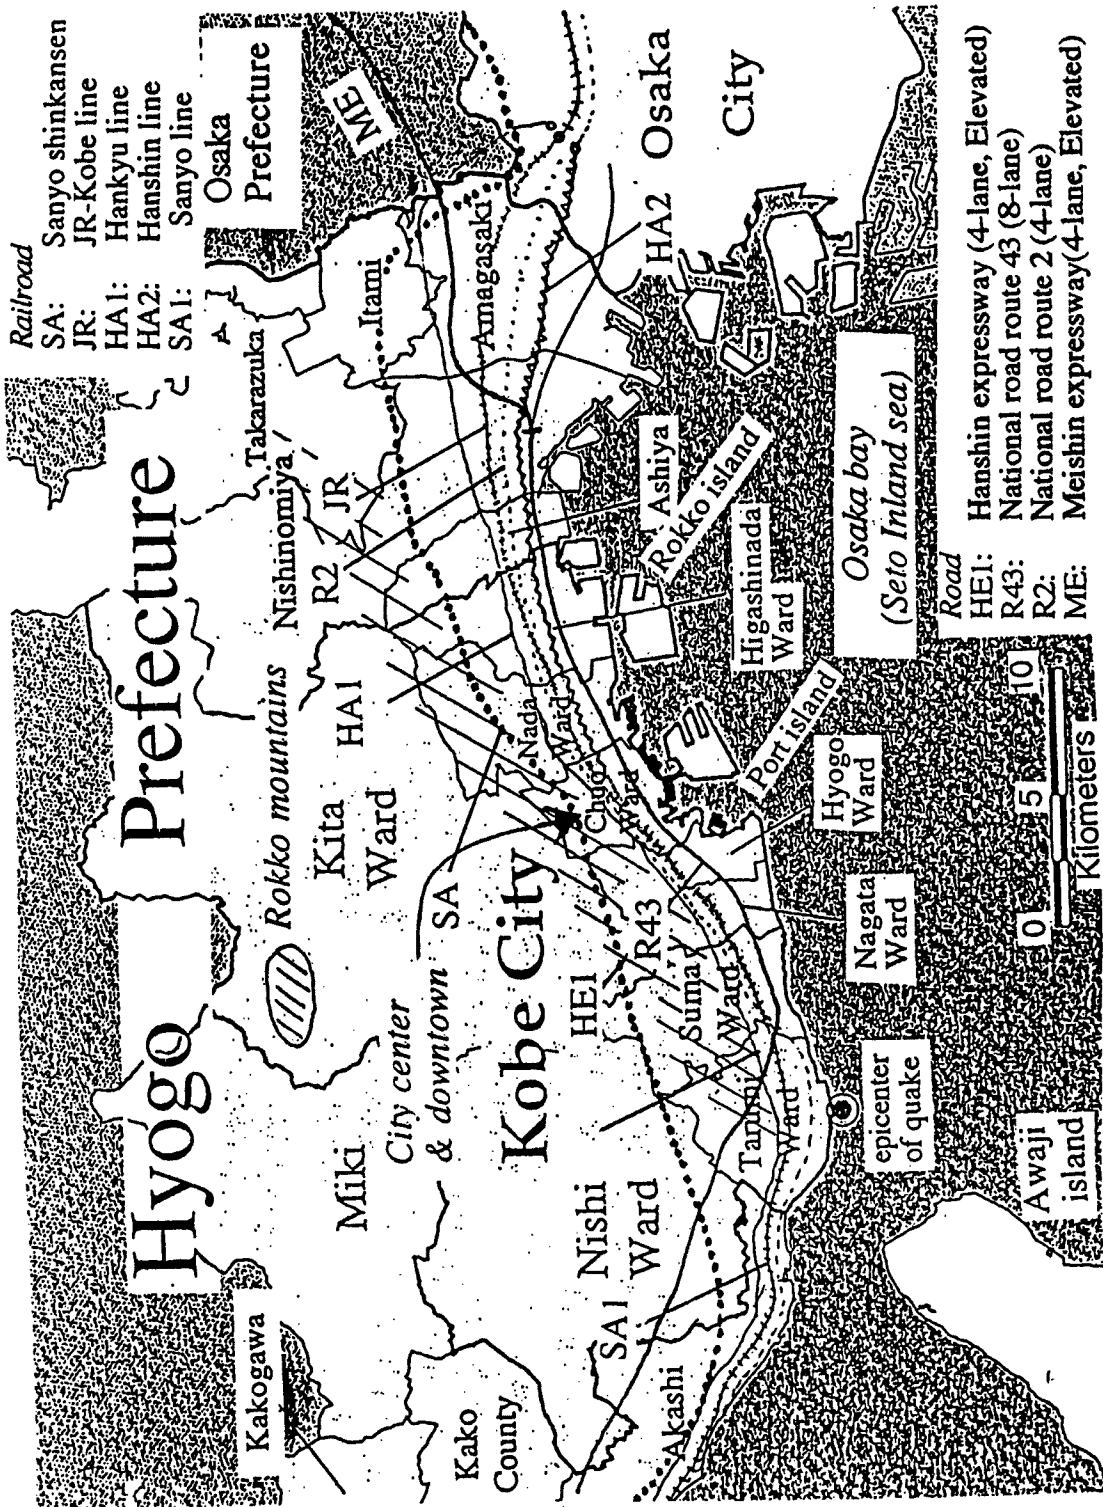 Railroad
SA: Sanyo shinkansen
JR: JR-Kobe line
HA1: Hankyu line
HA2: Hanshin line
SA1: Sanyo line
Osaka
Prefecture
ME
Hyogo Prefecture
Kakogawa
Takarazuka
Itami
Nishinomiya
JR
R2
Rokko mountains
HA1
Kita
Ward
Miki
City center
& downtown
SA
Kobe City
Amagasaki
Osaka
City
HA2
Nada
Ward
Chuo
Ward
HE1
R43
Suma
Ward
Tarumi
Ward
Nishi
Ward
SA1
Kako
County
Akashi
Ashiya
Rokko island
Higashinada
Ward
Port island
Hyogo
Ward
Nagata
Ward
epicenter
of quake
Awaji
island
Osaka bay
(Seto Inland sea)
0 5 10
Kilometers
Road
HE1: Hanshin expressway (4-lane, Elevated)
R43: National road route 43 (8-lane)
R2: National road route 2 (4-lane)
ME: Meishin expressway(4-lane, Elevated)